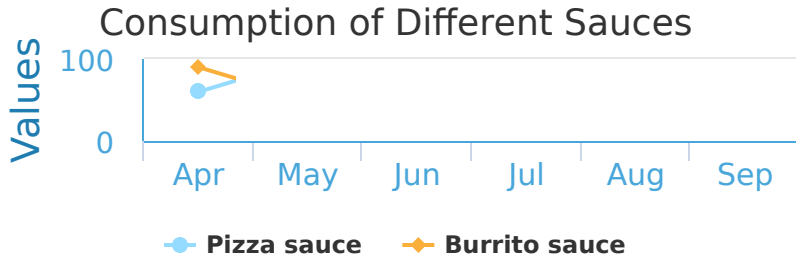 Consumption of Different Sauces
Values
100
0
Apr May Jun Jul Aug Sep
Pizza sauce Burrito sauce